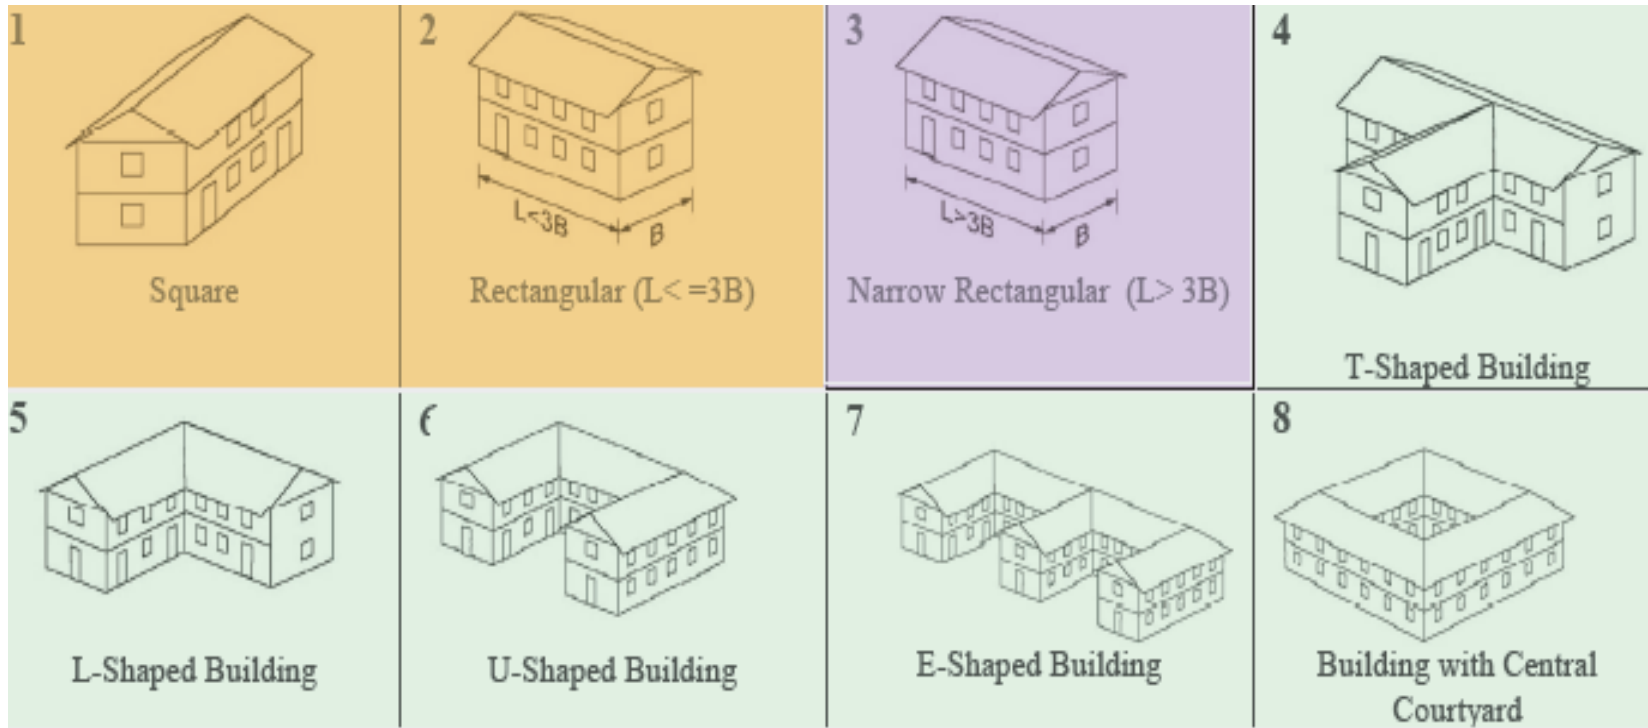 1
2
3
4
L<3B
B
L>3B
B
Square
Rectangular (L< =3B)
Narrow Rectangular (L> 3B)
T-Shaped Building
5
6
7
8
L-Shaped Building
U-Shaped Building
E-Shaped Building
Building with Central
Courtyard